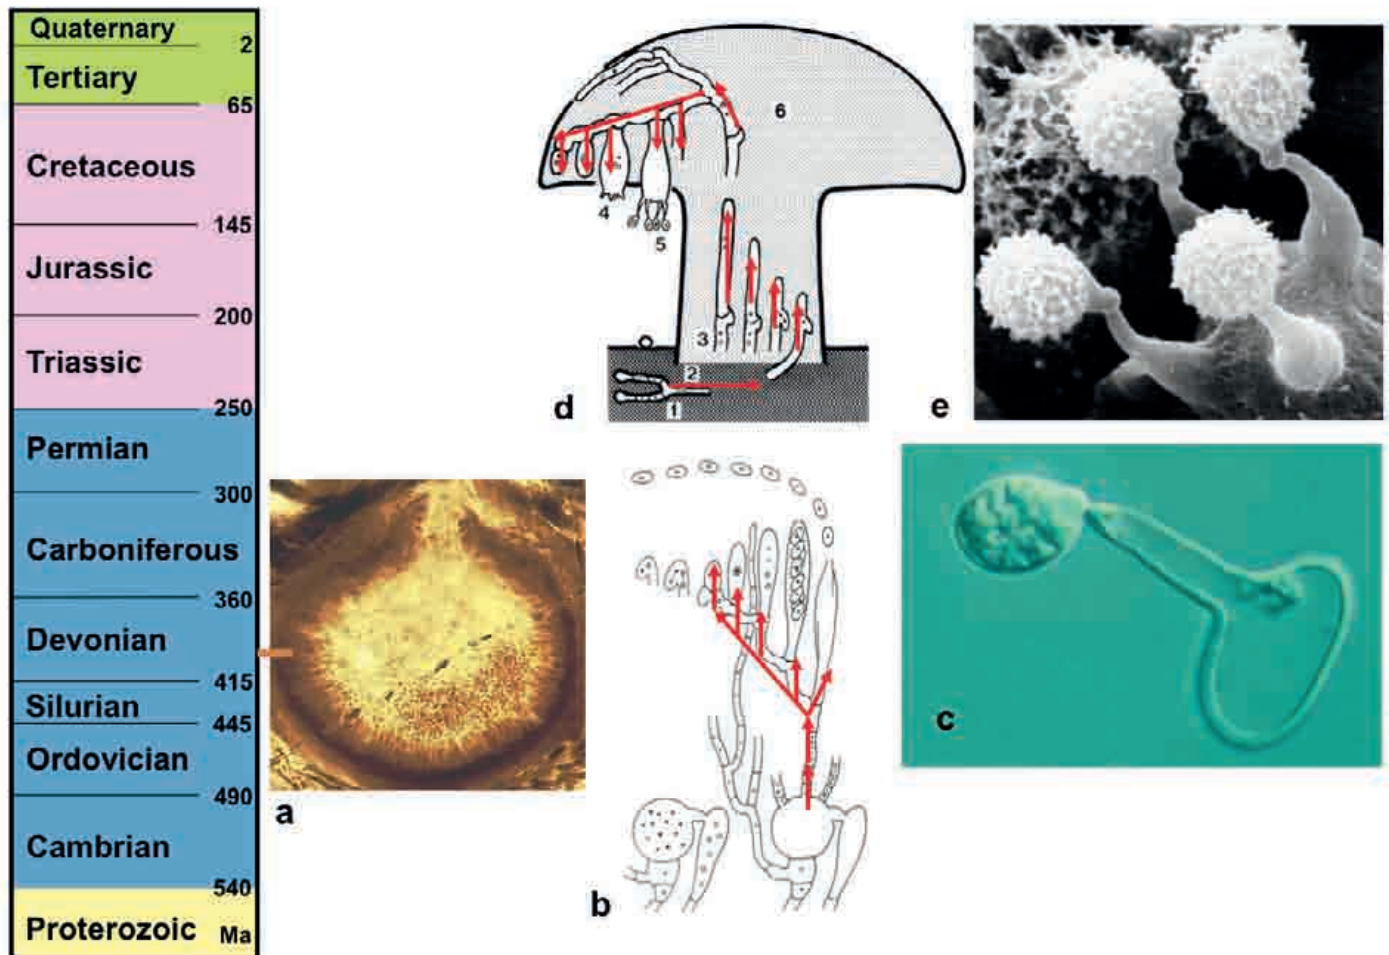 Quaternary
2
Tertiary
65
Cretaceous
145
Jurassic
200
Triassic
250
Permian
300
Carboniferous
360
Devonian
415
Silurian
445
Ordovician
490
Cambrian
540
Proterozoic Ma
a
6
4
5
3
2
1
d
e
b
c